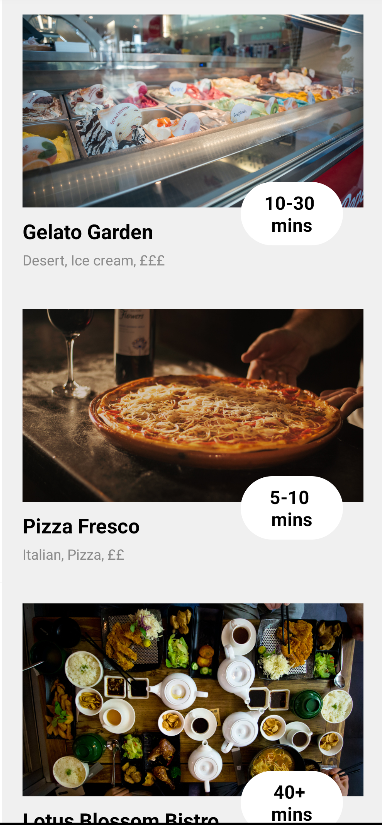 10-30
mins
Gelato Garden
Desert, Ice cream, £££
5-10
mins
Pizza Fresco
Italian, Pizza, ££
40+
mins
Lotus Blossom Bistro